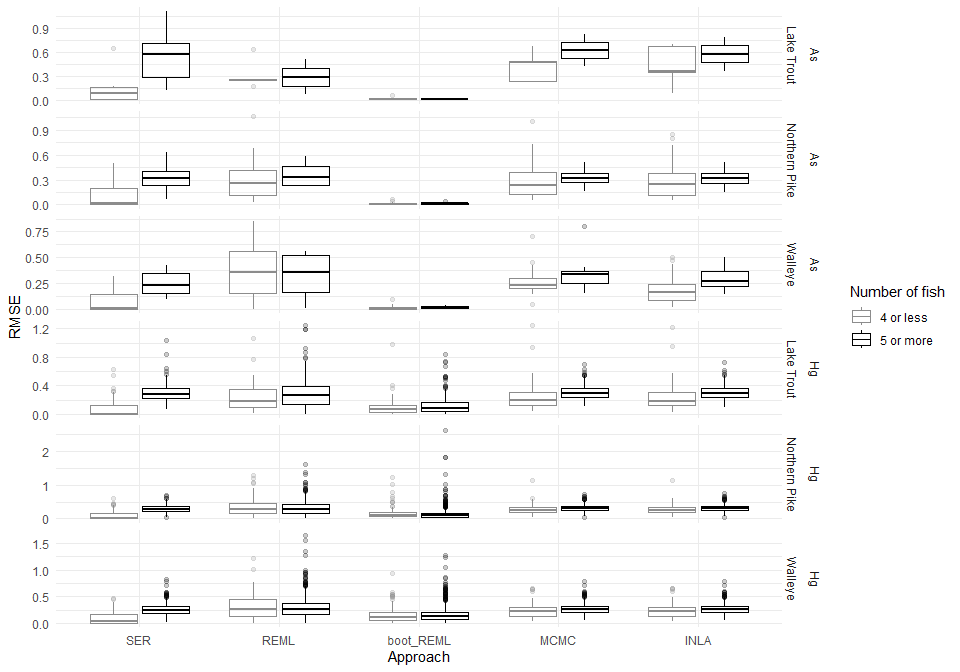 RMSE
0.9
0.6
0.3
0.0
Lake Trout
As
0.9
0.6
0.3
0.0
Northern Pike
As
0.75
0.50
0.25
0.00
Walleye
As
1.2
0.8
0.4
0.0
Lake Trout
Hg
2
1
0
Northern Pike
Hg
1.5
1.0
0.5
0.0
Walleye
Hg
SER
REML
boot_REML
MCMC
INLA
Approach
Number of fish
4 or less
5 or more